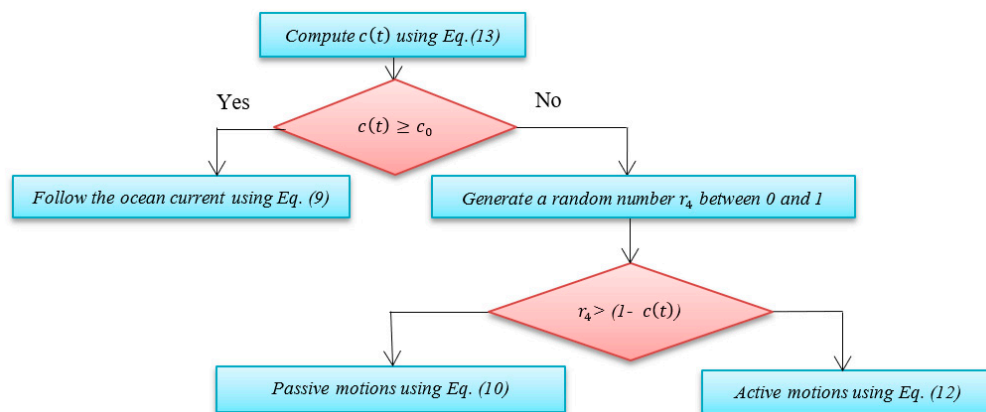 Compute c(t) using Eq.(13)
Yes
No
c(t) ≥ c₀
Follow the ocean current using Eq. (9)
Generate a random number r₄ between 0 and 1
r₄> (1- c(t))
Passive motions using Eq. (10)
Active motions using Eq. (12)